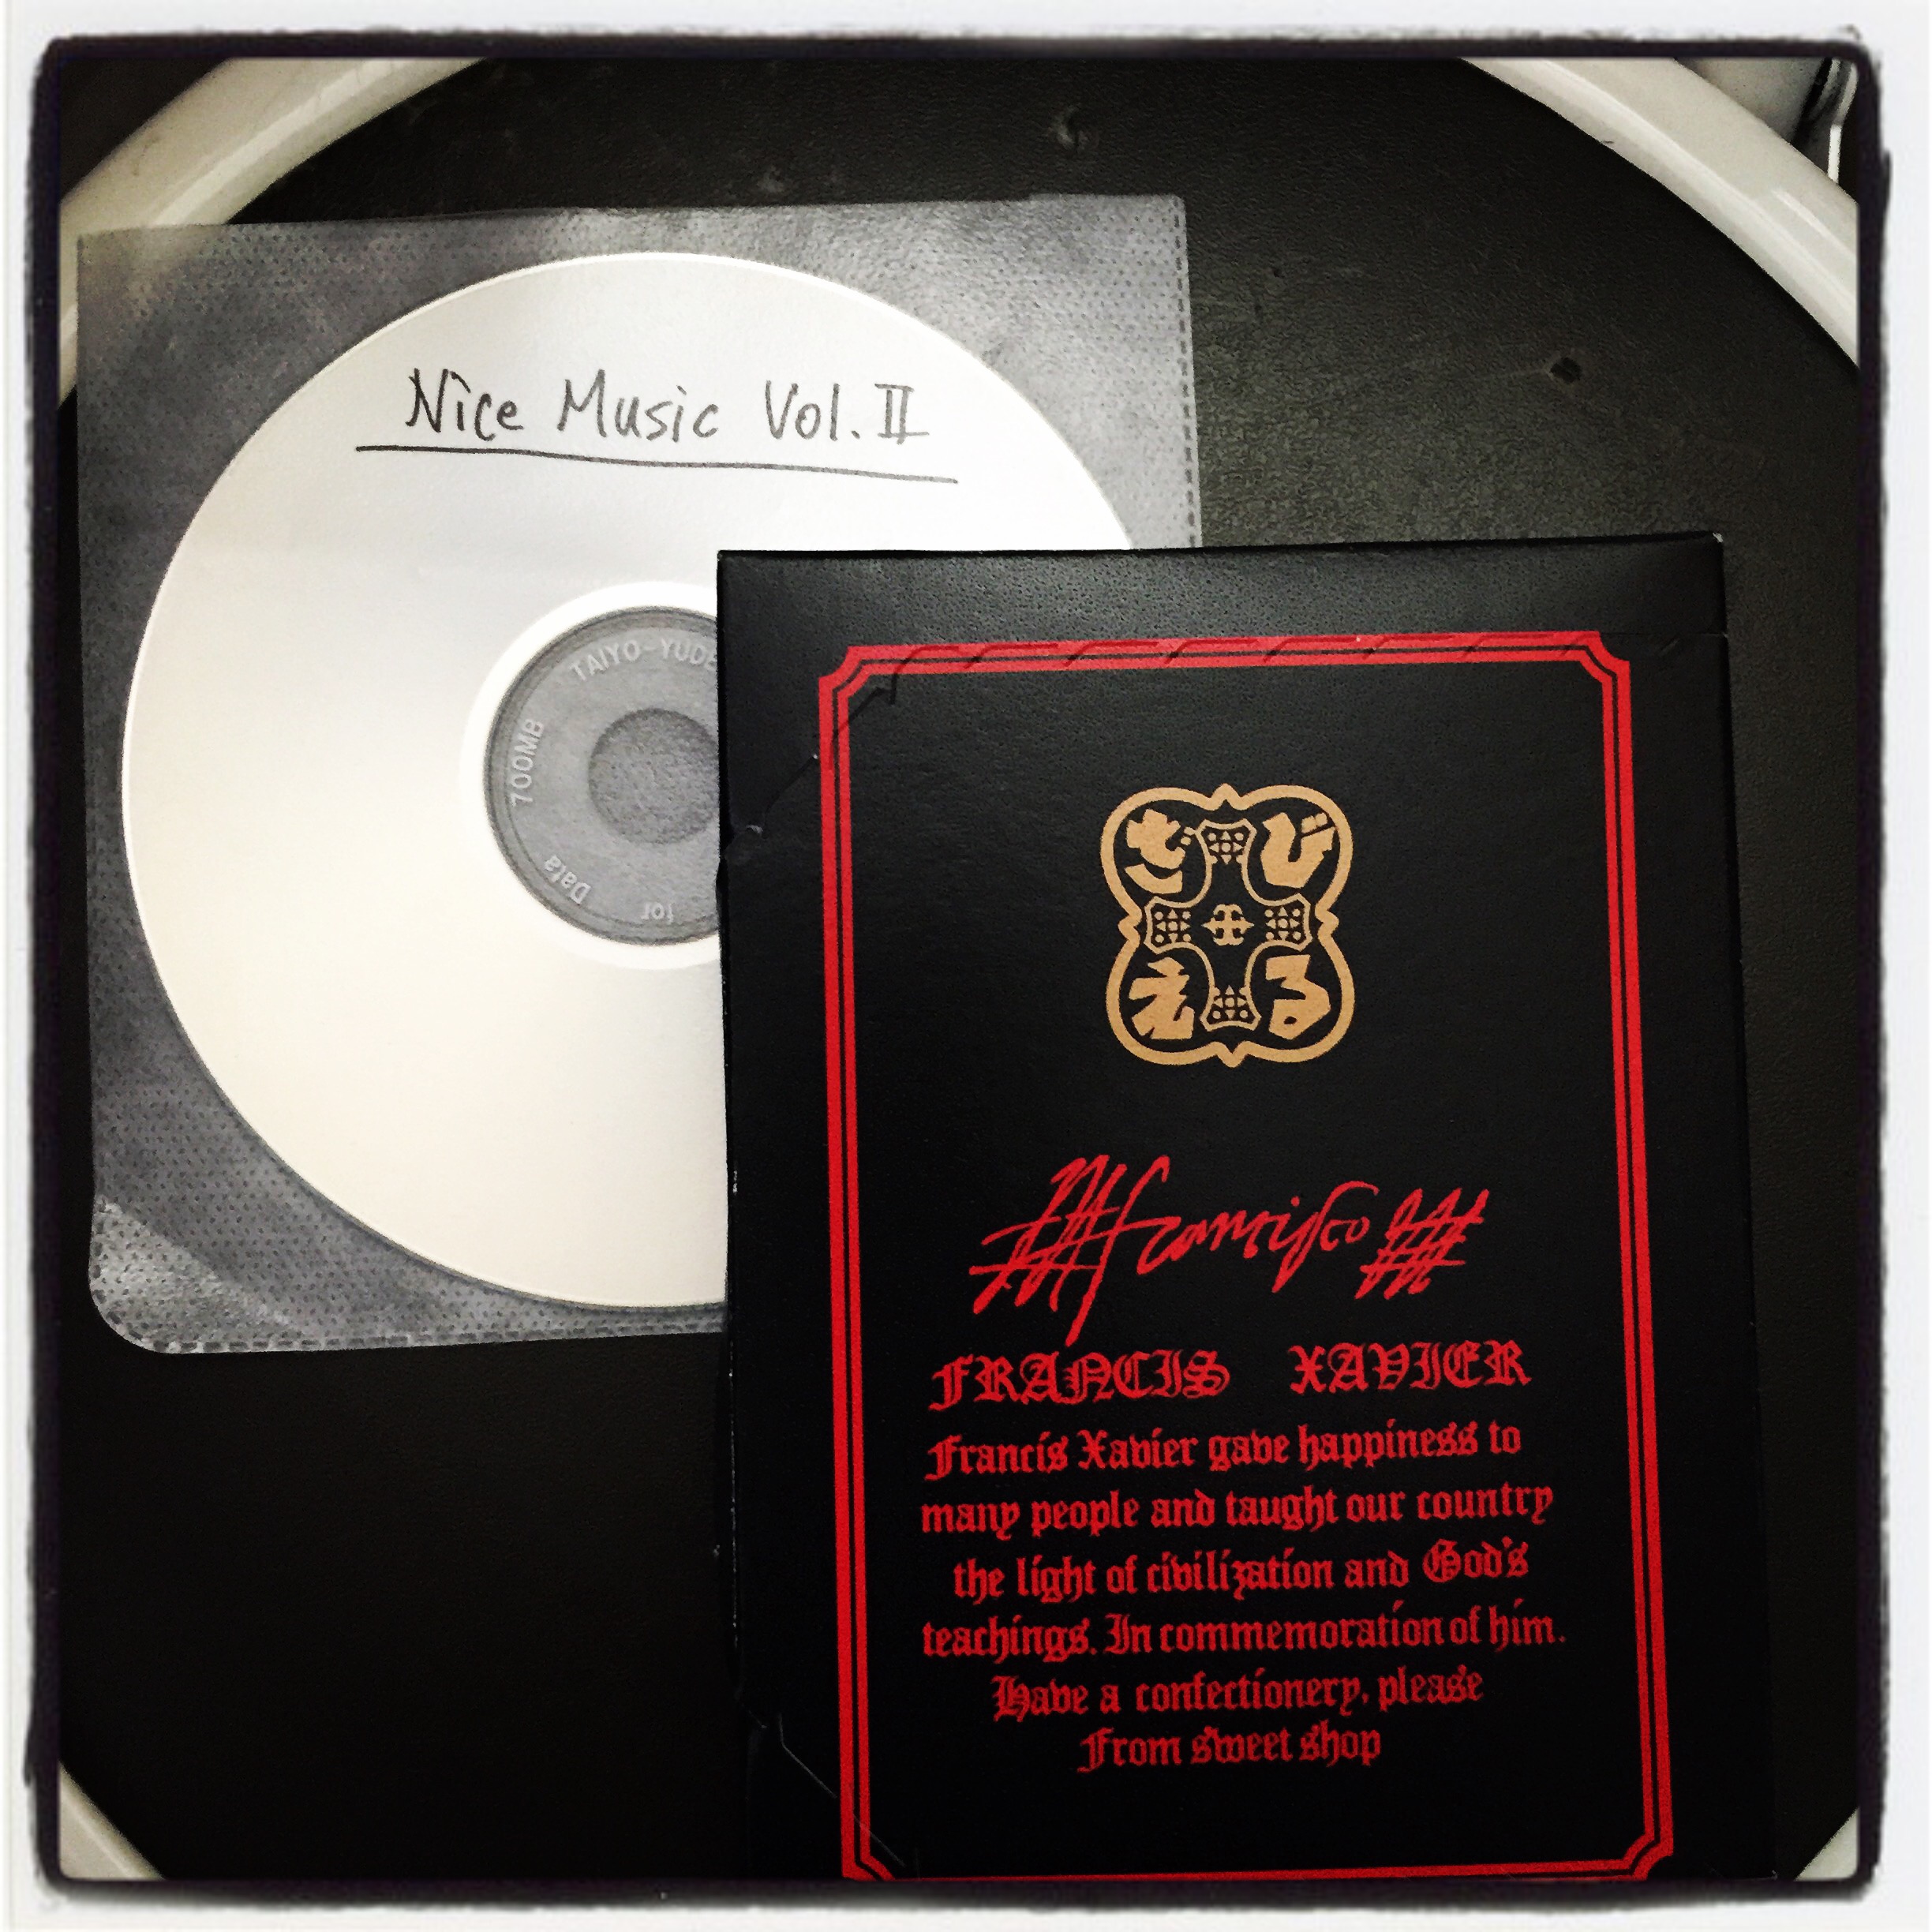 Nice Music Vol. II
TAIYO-YUDE
700MB
for Data
ざび
ゑる
Francisco
FRANCIS XAVIER
Francis Xavier gave happiness to
many people and taught our country
the light of civilization and God's
teachings. In commemoration of him.
Have a confectionery, please
From sweet shop